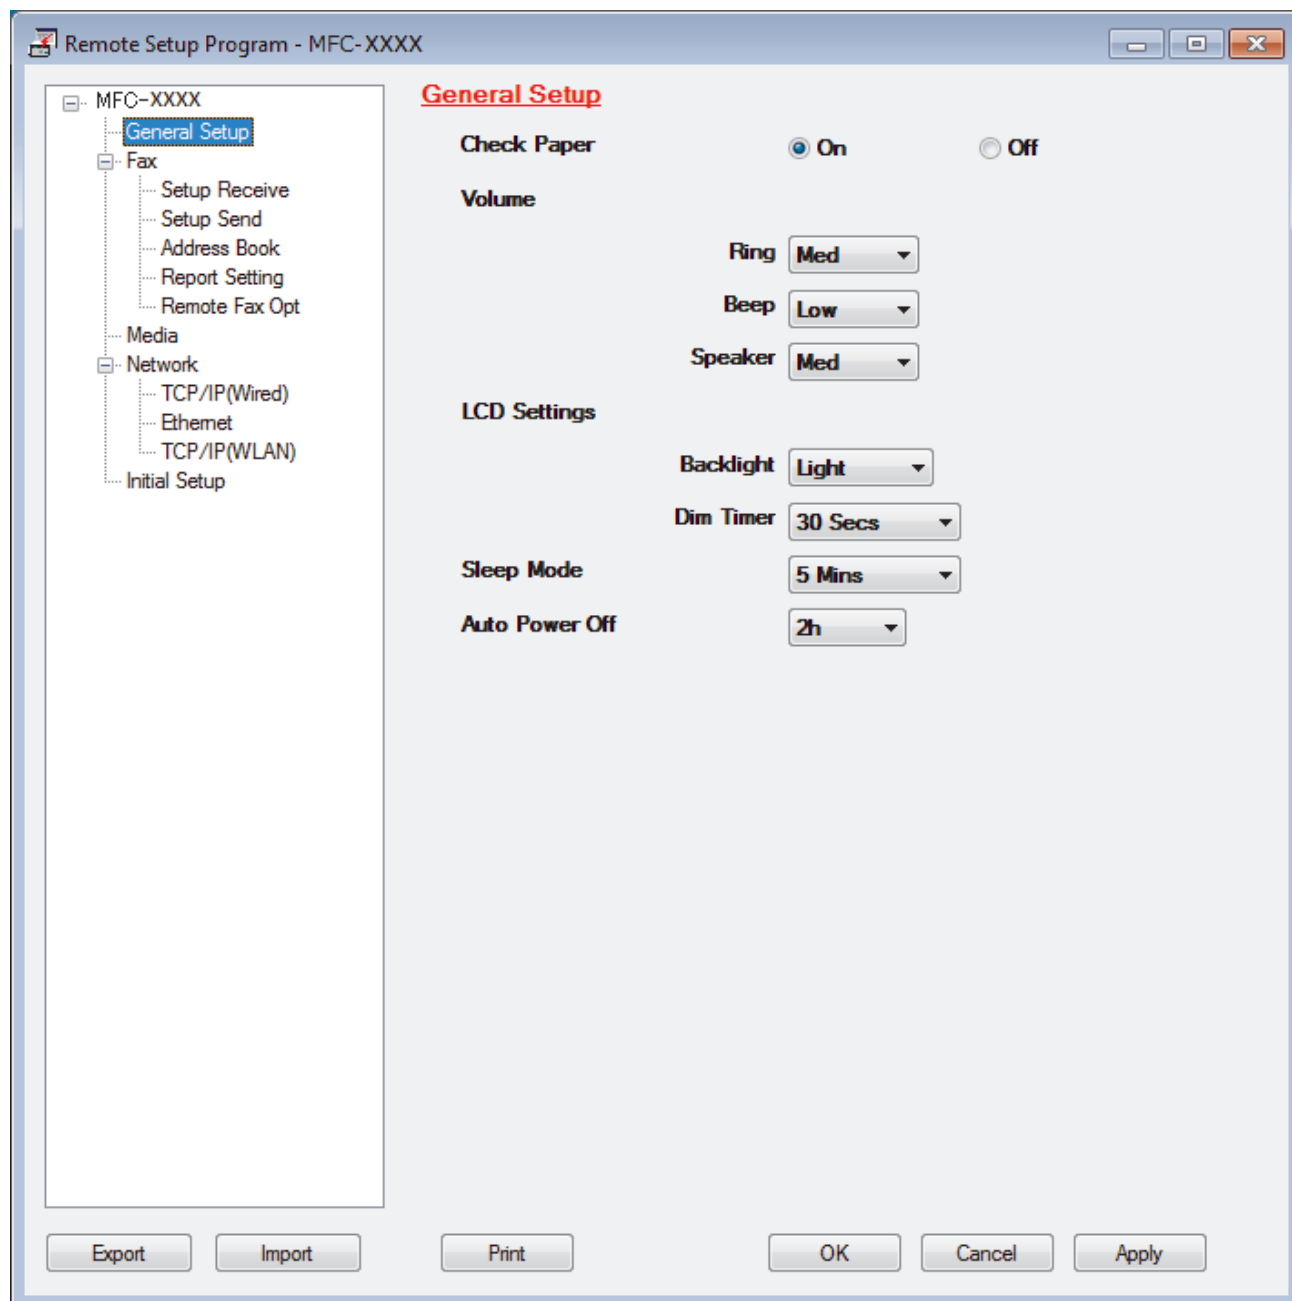 Remote Setup Program - MFC-XXXX
MFC-XXXX
General Setup
Fax
Setup Receive
Setup Send
Address Book
Report Setting
Remote Fax Opt
Media
Network
TCP/IP(Wired)
Ethernet
TCP/IP(WLAN)
Initial Setup
General Setup
Check Paper On Off
Volume
Ring Med
Beep Low
Speaker Med
LCD Settings
Backlight Light
Dim Timer 30 Secs
Sleep Mode 5 Mins
Auto Power Off 2h
Export Import Print OK Cancel Apply